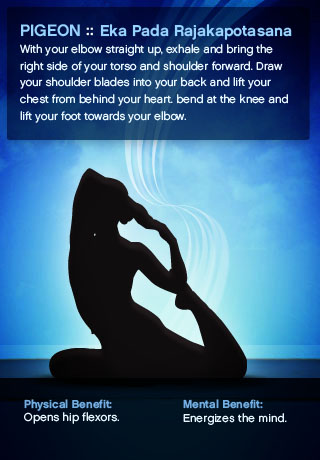 PIGEON :: Eka Pada Rajakapotasana
With your elbow straight up, exhale and bring the
right side of your torso and shoulder forward. Draw
your shoulder blades into your back and lift your
chest from behind your heart. bend at the knee and
lift your foot towards your elbow.
Physical Benefit:
Opens hip flexors.
Mental Benefit:
Energizes the mind.